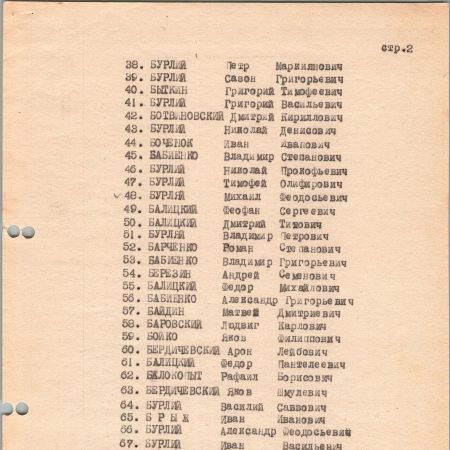 стр.2
38. БУРЛИЙ Петр Маркиянович
39. БУРЛИЙ Савон Григорьевич
40. БЫТКИН Григорий Тимофеевич
41. БУРЛИЙ Григорий Васильевич
42. БОТВИНОВСКИЙ Дмитрий Кириллович
43. БУРЛИЙ Николай Денисович
44. БОЧЕНОК Иван Иванович
45. БАБИЕНКО Владимир Степанович
46. БУРЛИЙ Николай Прокофьевич
47. БУРЛИЙ Тимофей Олифирович
48. БУРЛИЯ Михаил Феодосьевич
49. БАЛИЦКИЙ Феофан Сергеевич
50. БАЛИЦКИЙ Дмитрий Титович
51. БУРЛИЯ Владимир Петрович
52. БАРЧЕНКО Роман Степанович
53. БАБИЕНКО Владимир Григорьевич
54. БЕРЕЗИН Андрей Семенович
55. БАЛИЦКИЙ Федор Михайлович
56. БАБИЕНКО Александр Григорьевич
57. БАЙДИН Матвей Дмитриевич
58. БАРОВСКИЙ Людвиг Карлович
59. БОЙКО Яков Филиппович
60. БЕРДИЧЕВСКИЙ Арон Лейбович
61. БАЛИЦКИЙ Федор Пантелеевич
62. БЕЛОКОПЫТ Рафаил Борисович
63. БЕРДИЧЕВСКИЙ Яков Шмулевич
64. БУРЛИЙ Василий Саввович
65. Б Р Ы Х Иван Иванович
66. БУРЛИЙ Александр Феодосьевич
67. БУРЛИЙ Иван Васильевич